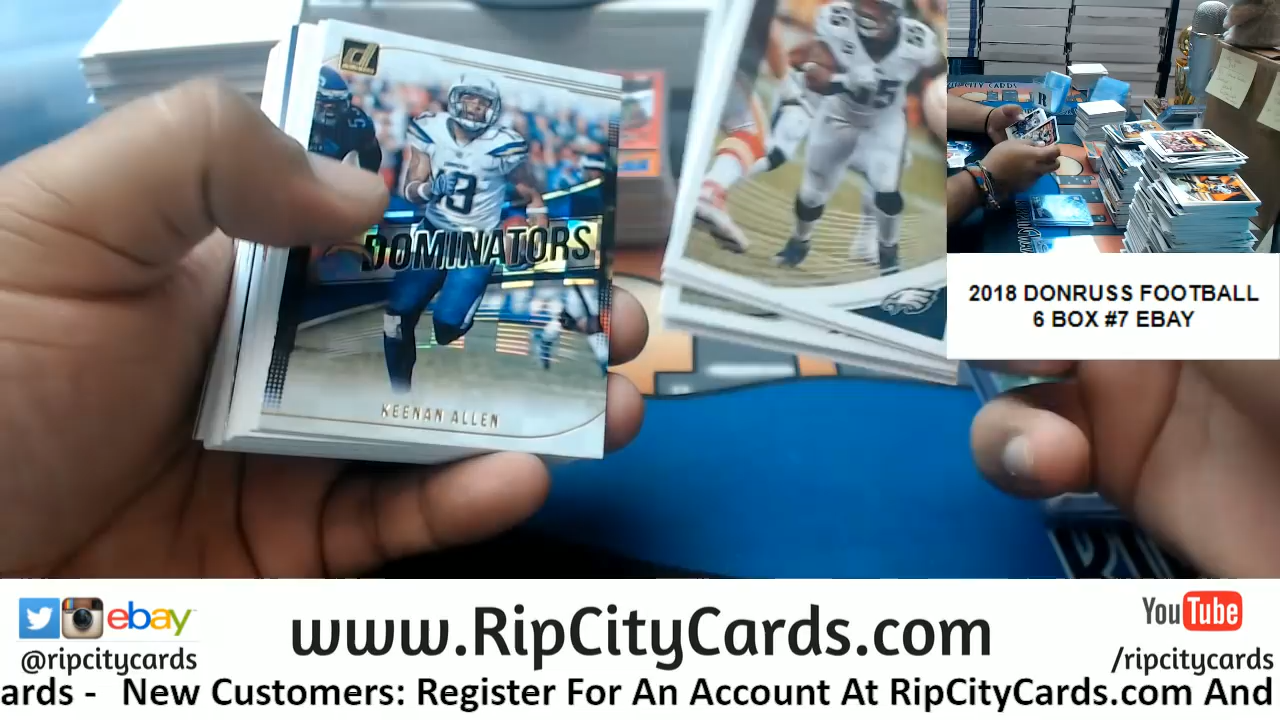 DOMINATORS
KEENAN ALLEN
2018 DONRUSS FOOTBALL
6 BOX #7 EBAY
ebay
@ripcitycards
www.RipCityCards.com
YouTube
/ripcitycards
ards - New Customers: Register For An Account At RipCityCards.com And